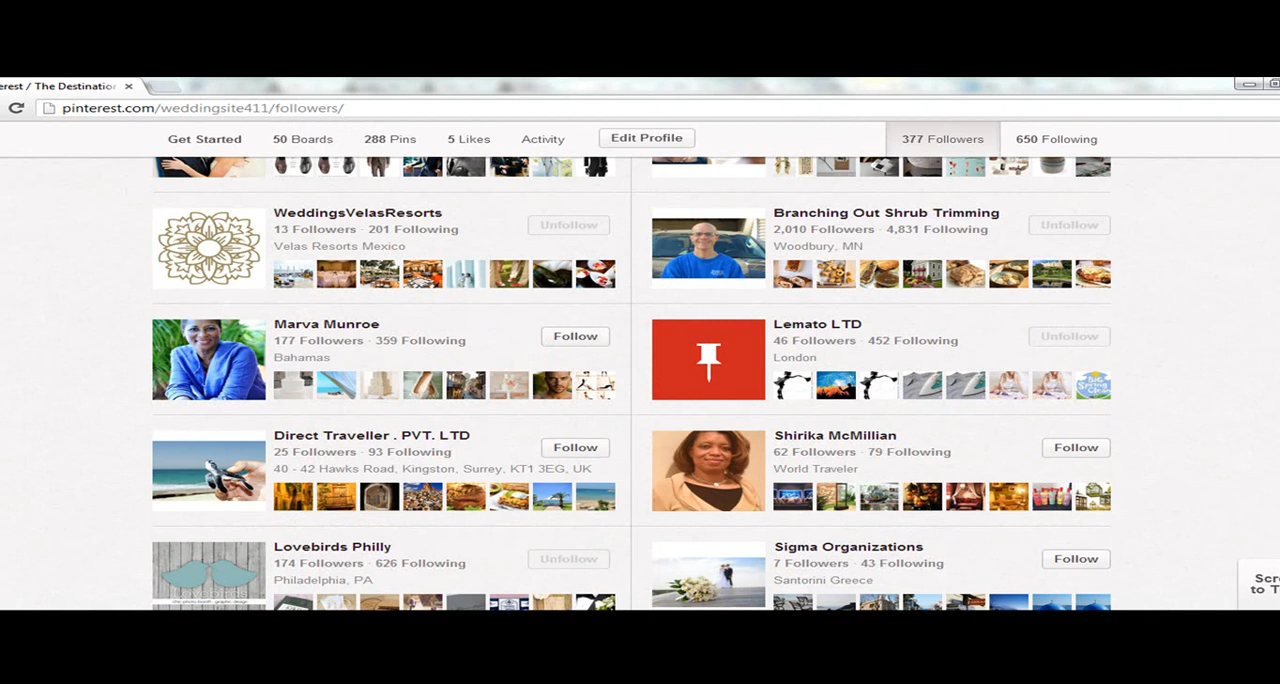 erest / The Destination
pinterest.com/weddingsite411/followers/
Get Started 50 Boards 288 Pins 5 Likes Activity Edit Profile 377 Followers 650 Following
WeddingsVelasResorts
13 Followers · 201 Following
Velas Resorts Mexico
Unfollow
Branching Out Shrub Trimming
2,010 Followers · 4,831 Following
Woodbury, MN
Unfollow
Marva Munroe
177 Followers · 359 Following
Bahamas
Follow
Lemato LTD
46 Followers · 452 Following
London
Unfollow
Big
Spring
Clean
Direct Traveller . PVT. LTD
25 Followers · 93 Following
40 - 42 Hawks Road, Kingston, Surrey, KT1 3EG, UK
Follow
Shirika McMillian
62 Followers · 79 Following
World Traveler
Follow
Lovebirds Philly
174 Followers · 626 Following
Philadelphia, PA
Unfollow
Sigma Organizations
7 Followers · 43 Following
Santorini Greece
Follow
Scr
to T